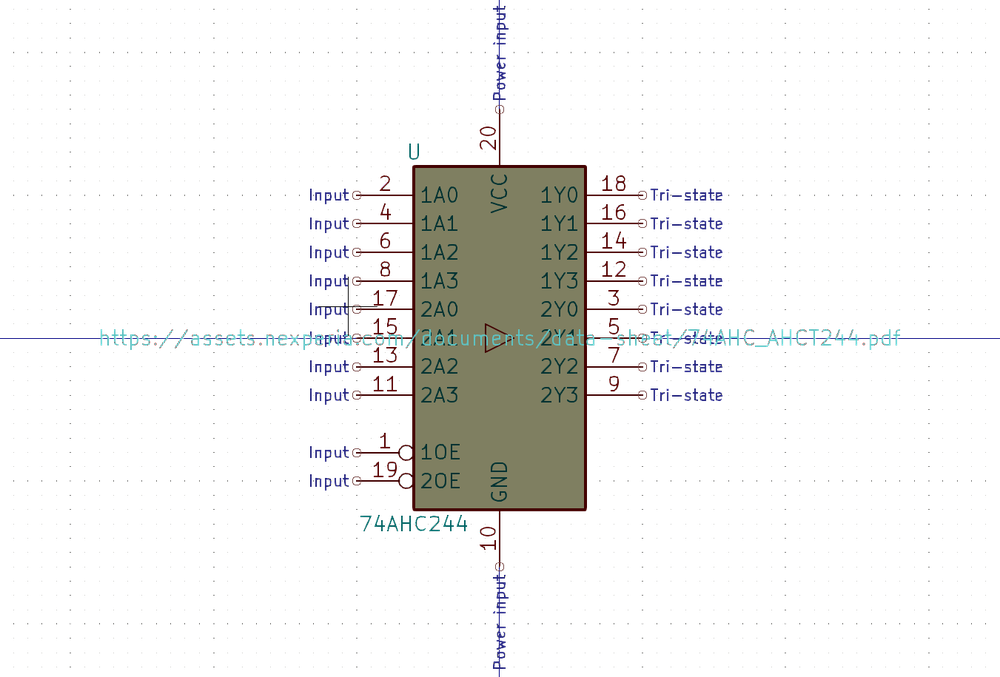 Power input
20
U
VCC
Input 2 1A0 1Y0 18 Tri-state
Input 4 1A1 1Y1 16 Tri-state
Input 6 1A2 1Y2 14 Tri-state
Input 8 1A3 1Y3 12 Tri-state
Input 17 2A0 2Y0 3 Tri-state
Input 15 2A1 2Y1 5 Tri-state
https://assets.nexperia.com/documents/data-sheet/74AHC_AHCT244.pdf
Input 13 2A2 2Y2 7 Tri-state
Input 11 2A3 2Y3 9 Tri-state
Input 1 1OE
Input 19 2OE
GND
74AHC244
10
Power input